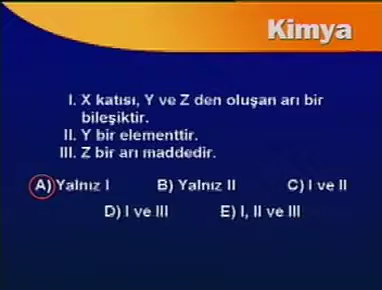 Kimya
I. X katısı, Y ve Z den oluşan arı bir
bileşiktir.
II. Y bir elementtir.
III. Z bir arı maddedir.
A) Yalnız I B) Yalnız II C) I ve II
D) I ve III E) I, II ve III